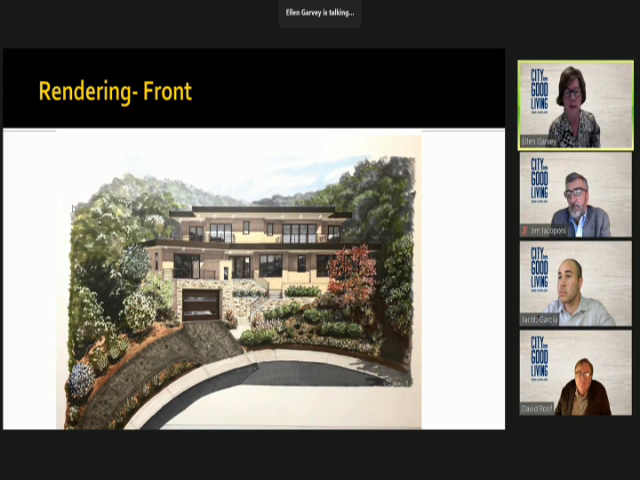 Ellen Garvey is talking...
Rendering- Front
CITY
GOOD
LIVING
Ellen Garvey
CITY
GOOD
LIVING
Jim Iacoponi
CITY
GOOD
LIVING
Jacob Garcia
CITY
GOOD
LIVING
David Roof